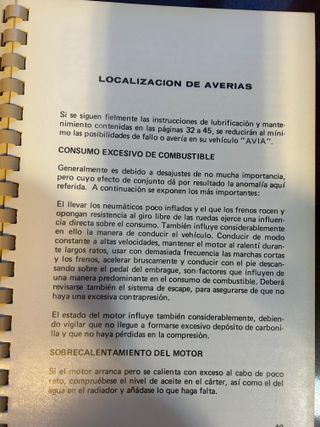 LOCALIZACION DE AVERIAS
Si se siguen fielmente las instrucciones de lubrificación y mante-
nimiento contenidas en las páginas 32 a 45, se reducirán al míni-
mo las posibilidades de fallo o avería en su vehículo "AVIA".
CONSUMO EXCESIVO DE COMBUSTIBLE
Generalmente es debido a desajustes de no mucha importancia,
pero cuyo efecto de conjunto dá por resultado la anomalía aquí
referida. A continuación se exponen los más importantes:
El llevar los neumáticos poco inflados y el que los frenos rocen y
opongan resistencia al giro libre de las ruedas ejerce una influen-
cia directa sobre el consumo. También influye considerablemente
en ello la manera de conducir el vehículo. Conducir de modo
constante a altas velocidades, mantener el motor al ralentí duran-
te largos ratos, usar con demasiada frecuencia las marchas cortas
y los frenos, acelerar bruscamente y conducir con el pie descan-
sando sobre el pedal del embrague, son factores que influyen de
una manera predominante en el consumo de combustible. Deberá
revisarse también el sistema de escape, para asegurarse de que no
haya una excesiva contrapresión.
El estado del motor influye también considerablemente, debien-
do vigilar que no llegue a formarse excesivo depósito de carboni-
lla y que no haya pérdidas en la compresión.
SOBRECALENTAMIENTO DEL MOTOR
Si el motor arranca pero se calienta con exceso al cabo de poco
rato, compruébese el nivel de aceite en el cárter, así como el del
agua en el radiador y añádase lo que haga falta.